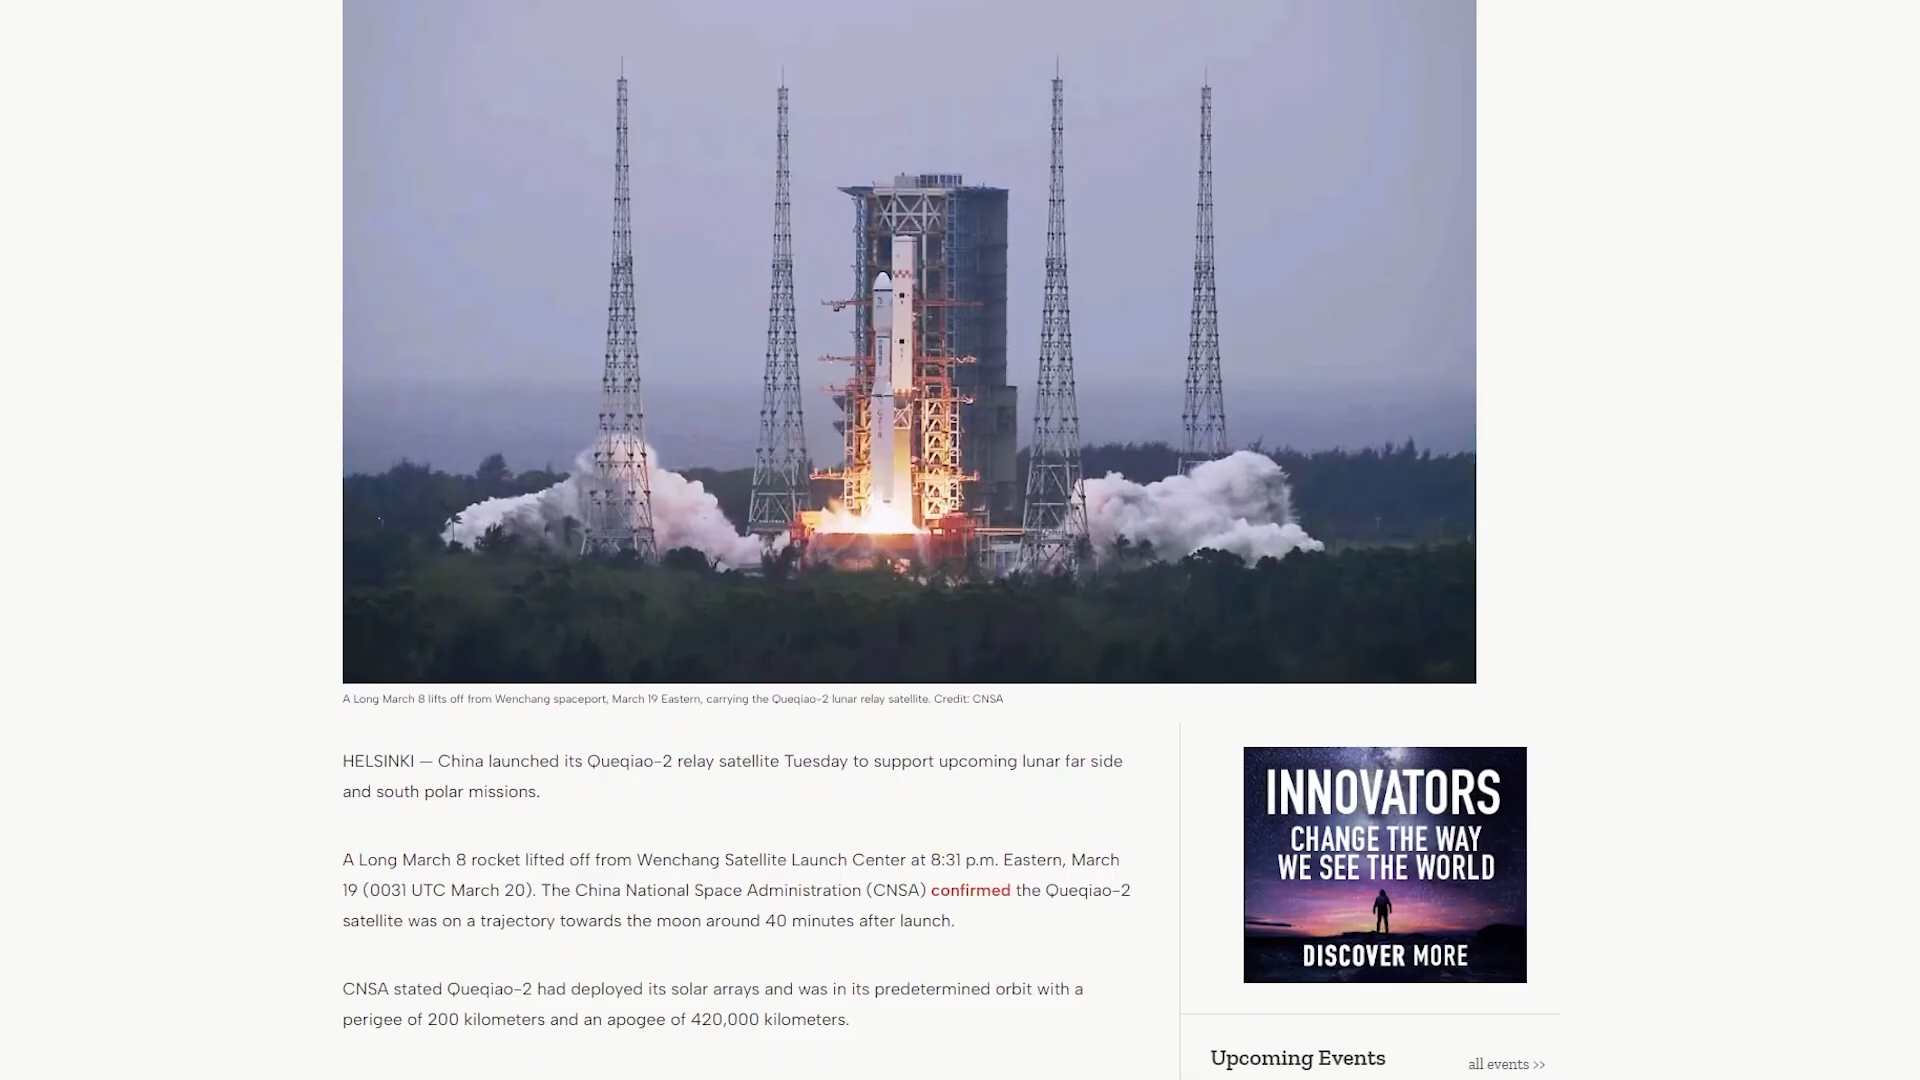 A Long March 8 lifts off from Wenchang spaceport, March 19 Eastern, carrying the Queqiao-2 lunar relay satellite. Credit: CNSA
HELSINKI — China launched its Queqiao-2 relay satellite Tuesday to support upcoming lunar far side
and south polar missions.
A Long March 8 rocket lifted off from Wenchang Satellite Launch Center at 8:31 p.m. Eastern, March
19 (0031 UTC March 20). The China National Space Administration (CNSA) confirmed the Queqiao-2
satellite was on a trajectory towards the moon around 40 minutes after launch.
CNSA stated Queqiao-2 had deployed its solar arrays and was in its predetermined orbit with a
perigee of 200 kilometers and an apogee of 420,000 kilometers.
INNOVATORS
CHANGE THE WAY
WE SEE THE WORLD
DISCOVER MORE
Upcoming Events
all events >>